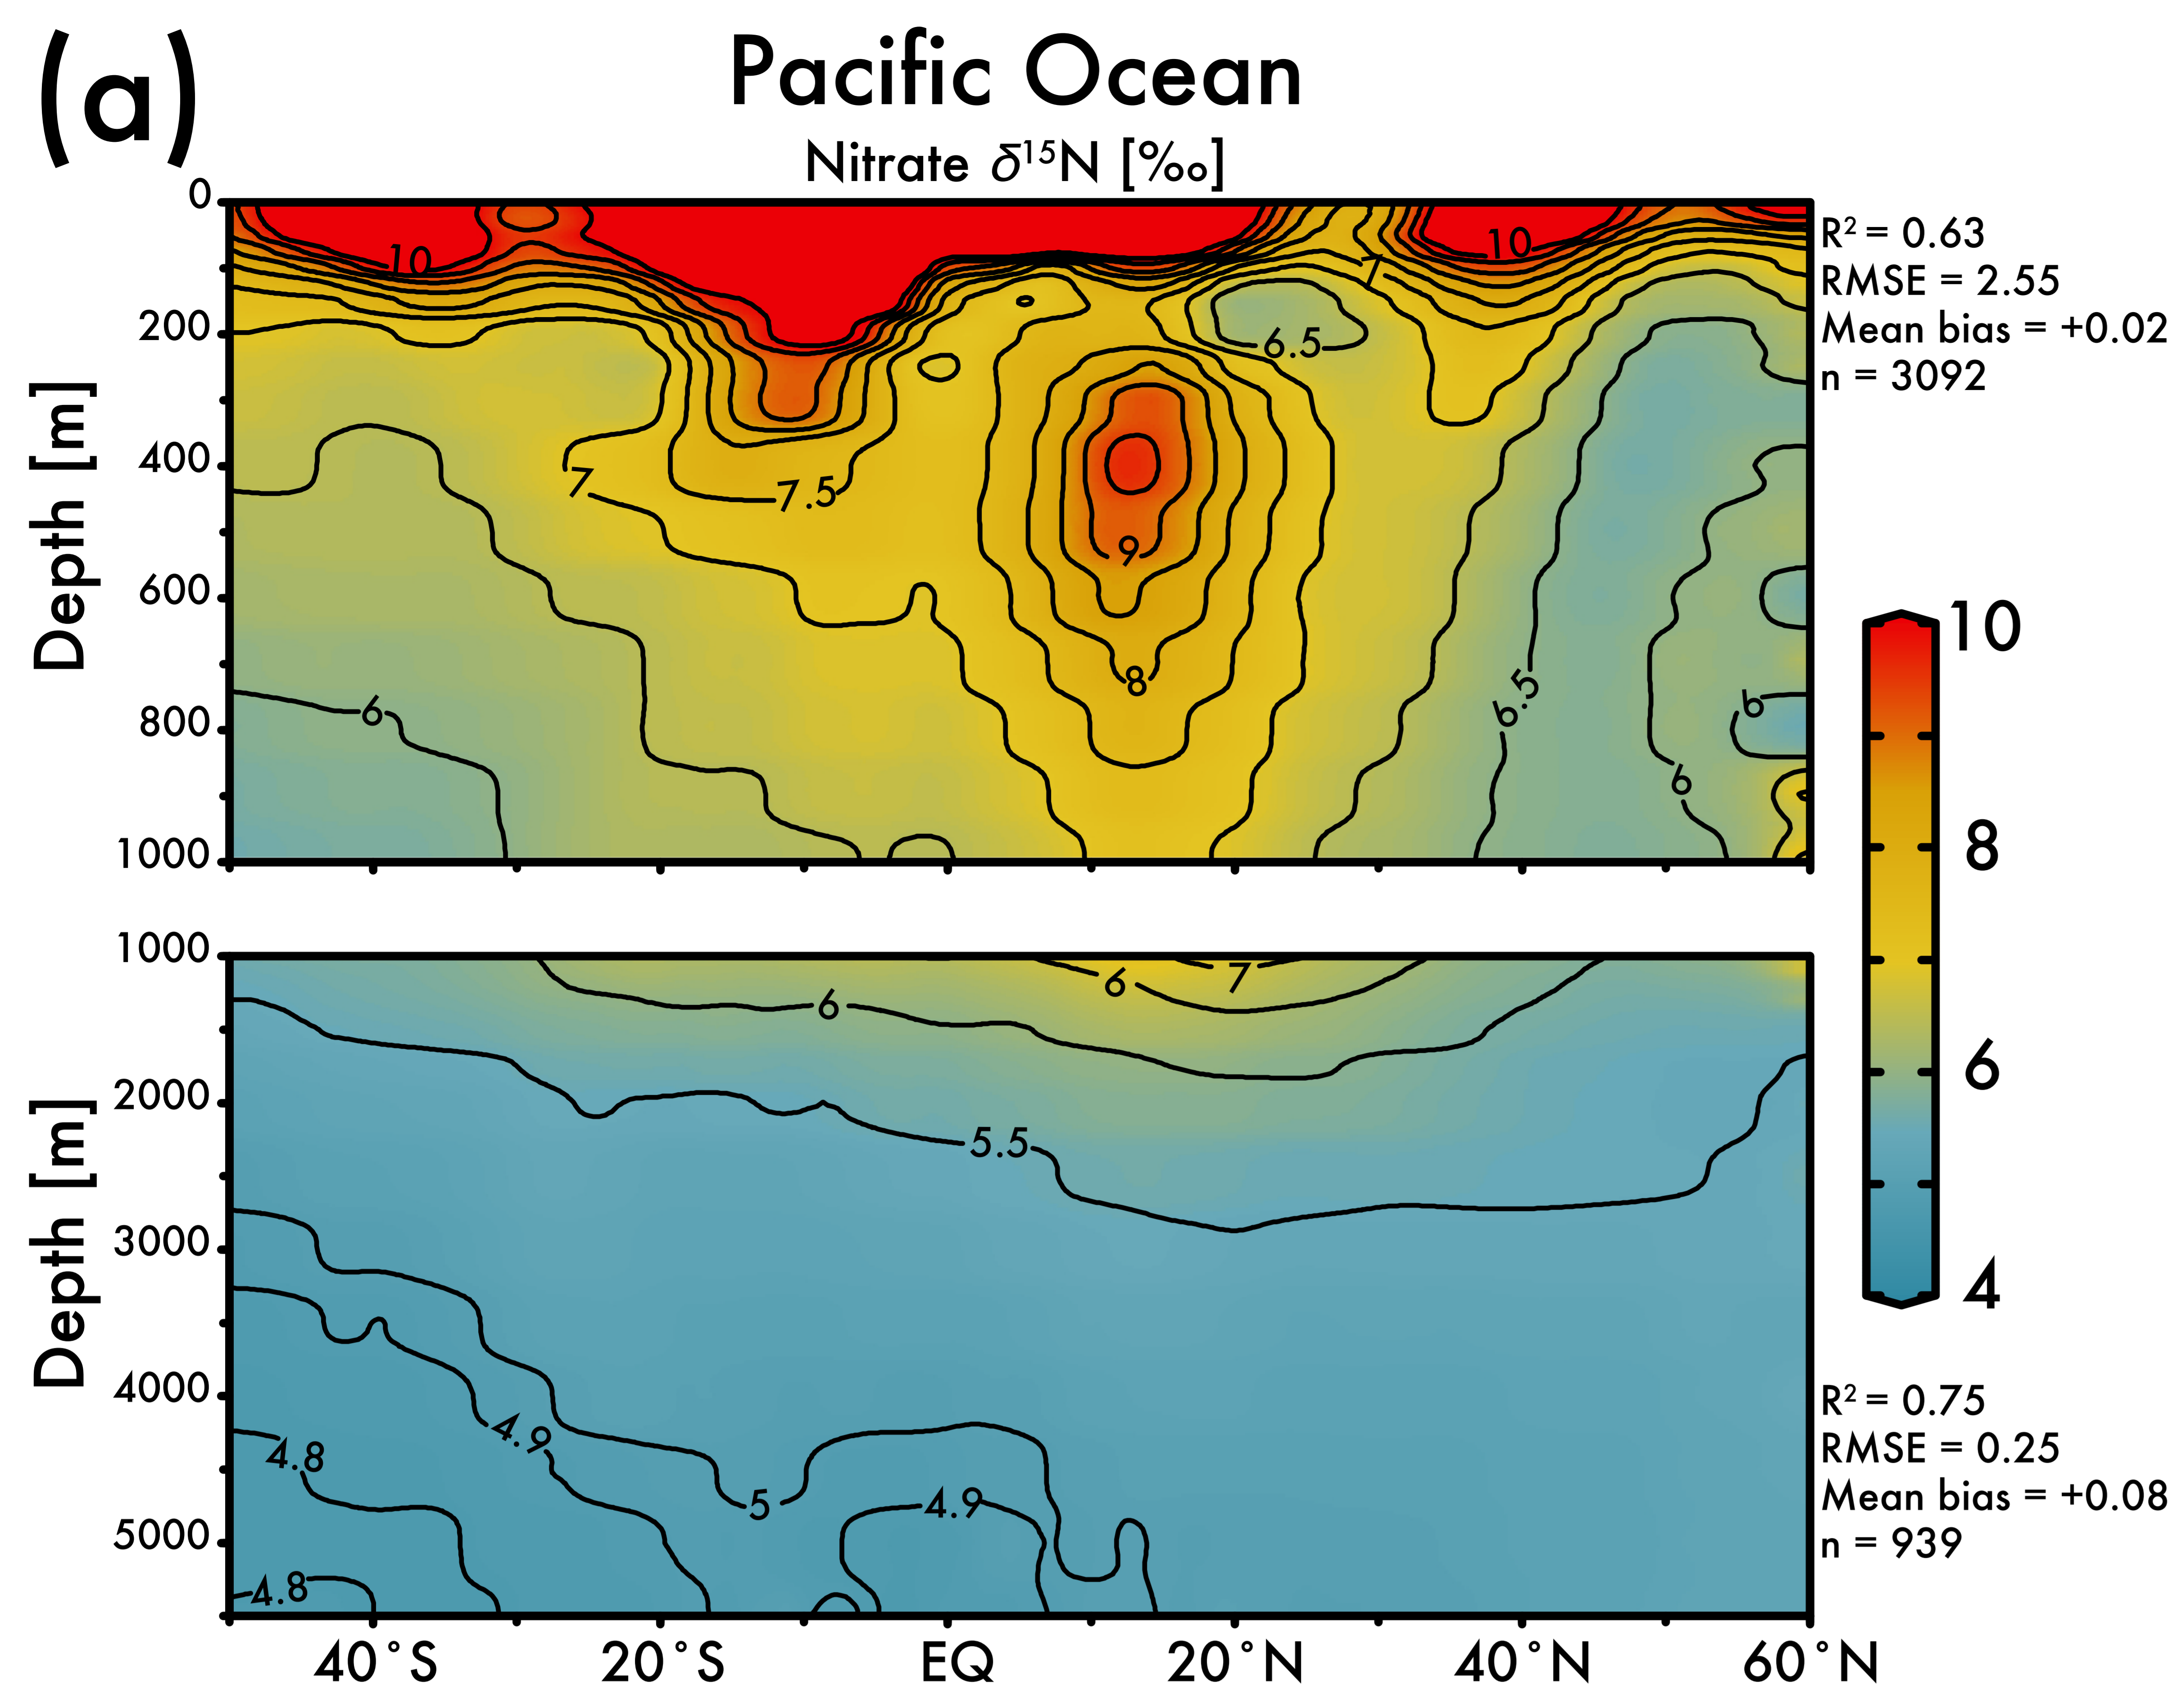 (a)
Pacific Ocean
Nitrate δ¹⁵N [‰]
0
200
400
600
800
1000
Depth [m]
10
10
7
6.5
7
7.5
9
8
6
6.5
6
6
R² = 0.63
RMSE = 2.55
Mean bias = +0.02
n = 3092
10
8
6
4
1000
2000
3000
4000
5000
Depth [m]
6
7
6
5.5
4.9
4.8
5
4.9
4.8
R² = 0.75
RMSE = 0.25
Mean bias = +0.08
n = 939
40°S
20°S
EQ
20°N
40°N
60°N